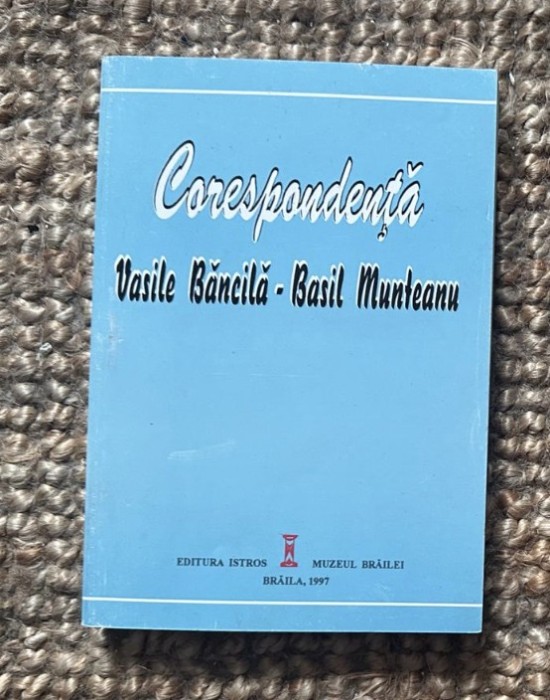 Corespondență
Vasile Băncilă - Basil Munteanu
EDITURA ISTROS MUZEUL BRĂILEI
BRĂILA, 1997